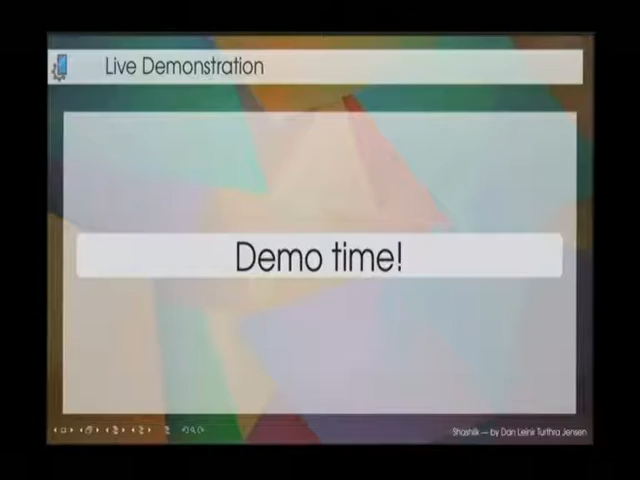 Live Demonstration
Demo time!
Shashlik — by Dan Leinir Turthra Jensen